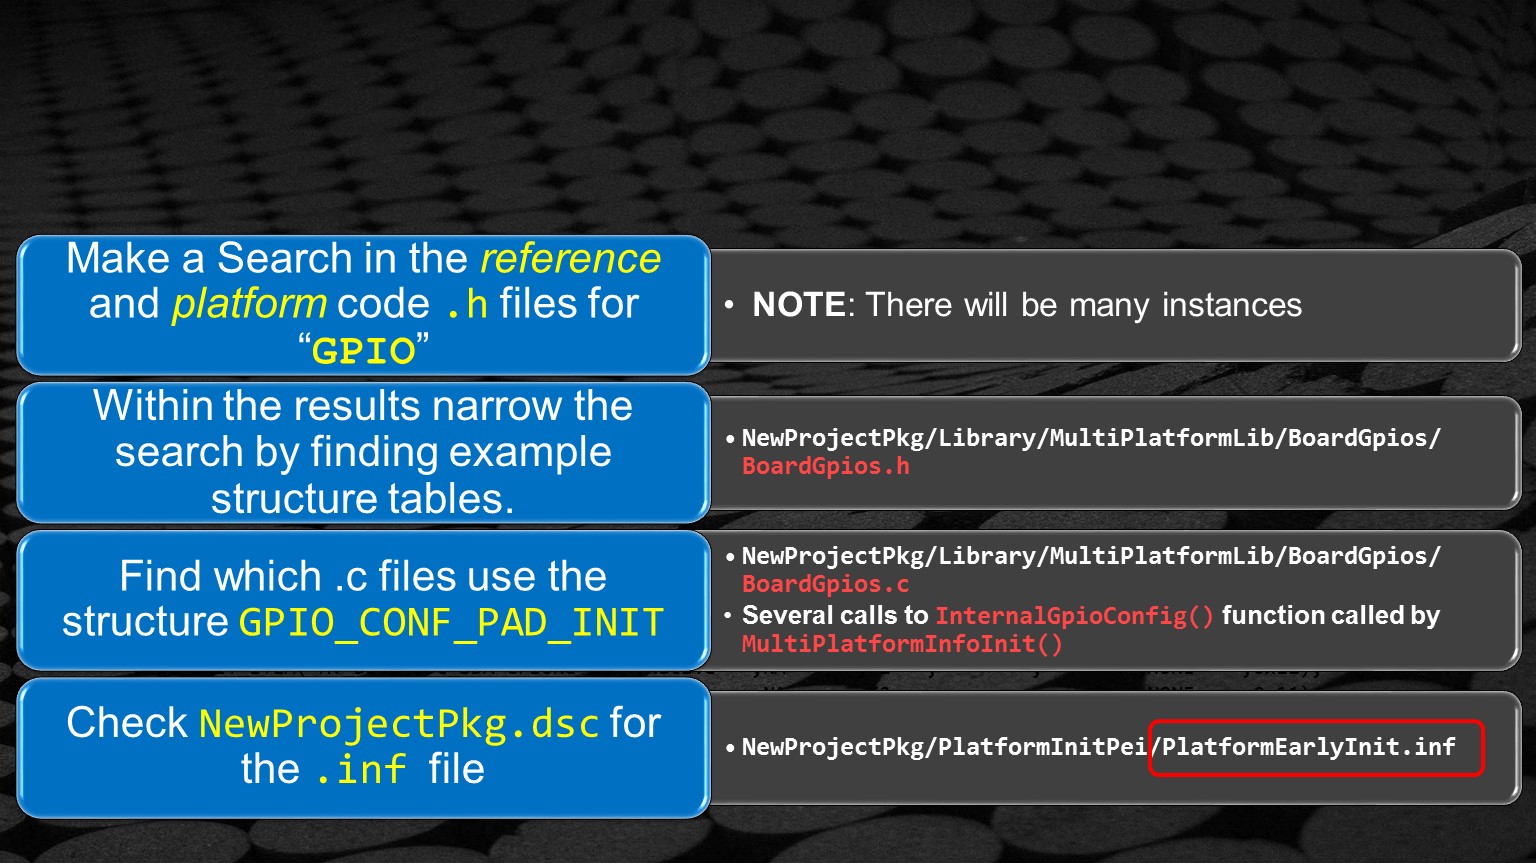 Make a Search in the reference
and platform code .h files for
“GPIO”
• NOTE: There will be many instances
Within the results narrow the
search by finding example
structure tables.
• NewProjectPkg/Library/MultiPlatformLib/BoardGpios/
BoardGpios.h
Find which .c files use the
structure GPIO_CONF_PAD_INIT
• NewProjectPkg/Library/MultiPlatformLib/BoardGpios/
BoardGpios.c
• Several calls to InternalGpioConfig() function called by
MultiPlatformInfoInit()
Check NewProjectPkg.dsc for
the .inf file
• NewProjectPkg/PlatformInitPei/PlatformEarlyInit.inf